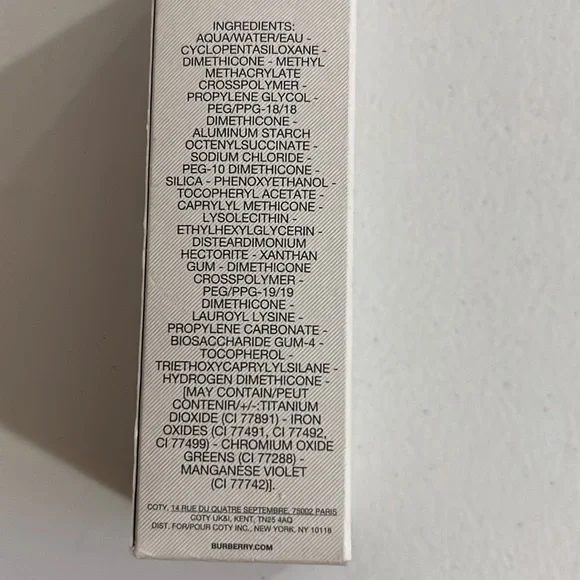 INGREDIENTS:
AQUA/WATER/EAU -
CYCLOPENTASILOXANE -
DIMETHICONE - METHYL
METHACRYLATE
CROSSPOLYMER -
PROPYLENE GLYCOL -
PEG/PPG-18/18
DIMETHICONE -
ALUMINUM STARCH
OCTENYLSUCCINATE -
SODIUM CHLORIDE -
PEG-10 DIMETHICONE -
SILICA - PHENOXYETHANOL -
TOCOPHERYL ACETATE -
CAPRYLYL METHICONE -
LYSOLECITHIN -
ETHYLHEXYLGLYCERIN -
DISTEARDIMONIUM
HECTORITE - XANTHAN
GUM - DIMETHICONE
CROSSPOLYMER -
PEG/PPG-19/19
DIMETHICONE -
LAUROYL LYSINE -
PROPYLENE CARBONATE -
BIOSACCHARIDE GUM-4 -
TOCOPHEROL -
TRIETHOXYCAPRYLYLSILANE -
HYDROGEN DIMETHICONE -
[MAY CONTAIN/PEUT
CONTENIR/+/-:TITANIUM
DIOXIDE (CI 77891) - IRON
OXIDES (CI 77491, CI 77492,
CI 77499) - CHROMIUM OXIDE
GREENS (CI 77288) -
MANGANESE VIOLET
(CI 77742)].
COTY, 14 RUE DU QUATRE SEPTEMBRE, 75002 PARIS
COTY UK&I, KENT, TN25 4AQ
DIST. FOR/POUR COTY INC., NEW YORK, NY 10118
BURBERRY.COM